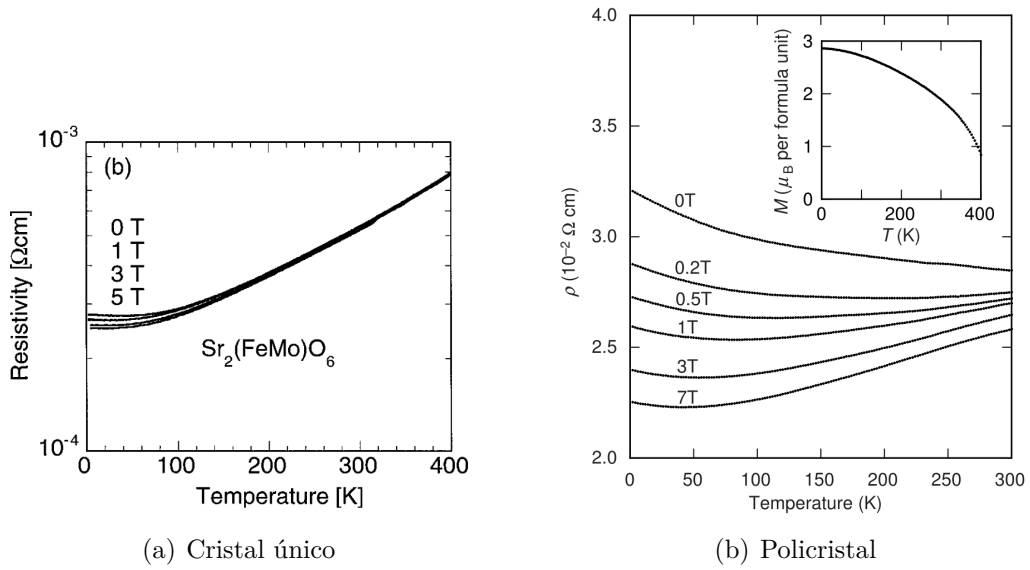 10⁻³
(b)
0 T
1 T
3 T
5 T
Sr₂(FeMo)O₆
10⁻⁴
Resistivity [Ωcm]
0 100 200 300 400
Temperature [K]
(a) Cristal único
4.0
3.5
3.0
2.5
2.0
ρ (10⁻² Ω cm)
0T
0.2T
0.5T
1T
3T
7T
0 50 100 150 200 250 300
Temperature (K)
3
2
1
0
M (μB per formula unit)
0 200 400
T (K)
(b) Policristal